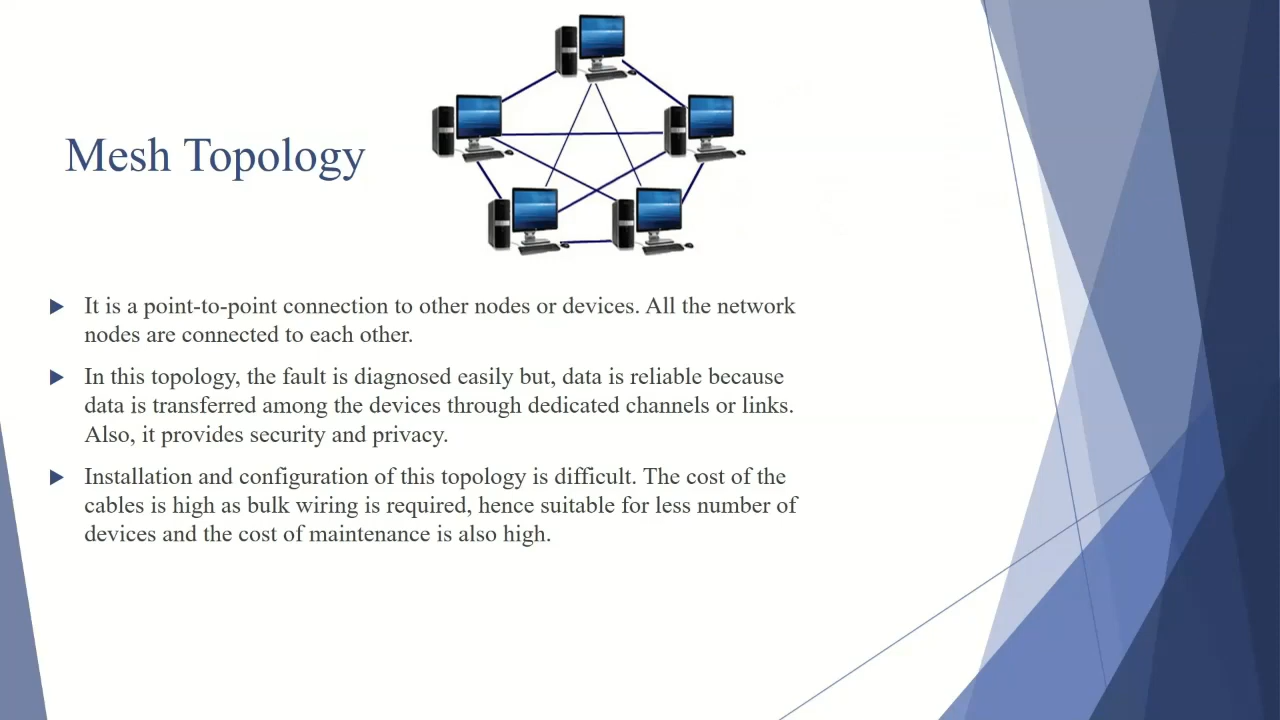 Mesh Topology
It is a point-to-point connection to other nodes or devices. All the network
nodes are connected to each other.
In this topology, the fault is diagnosed easily but, data is reliable because
data is transferred among the devices through dedicated channels or links.
Also, it provides security and privacy.
Installation and configuration of this topology is difficult. The cost of the
cables is high as bulk wiring is required, hence suitable for less number of
devices and the cost of maintenance is also high.